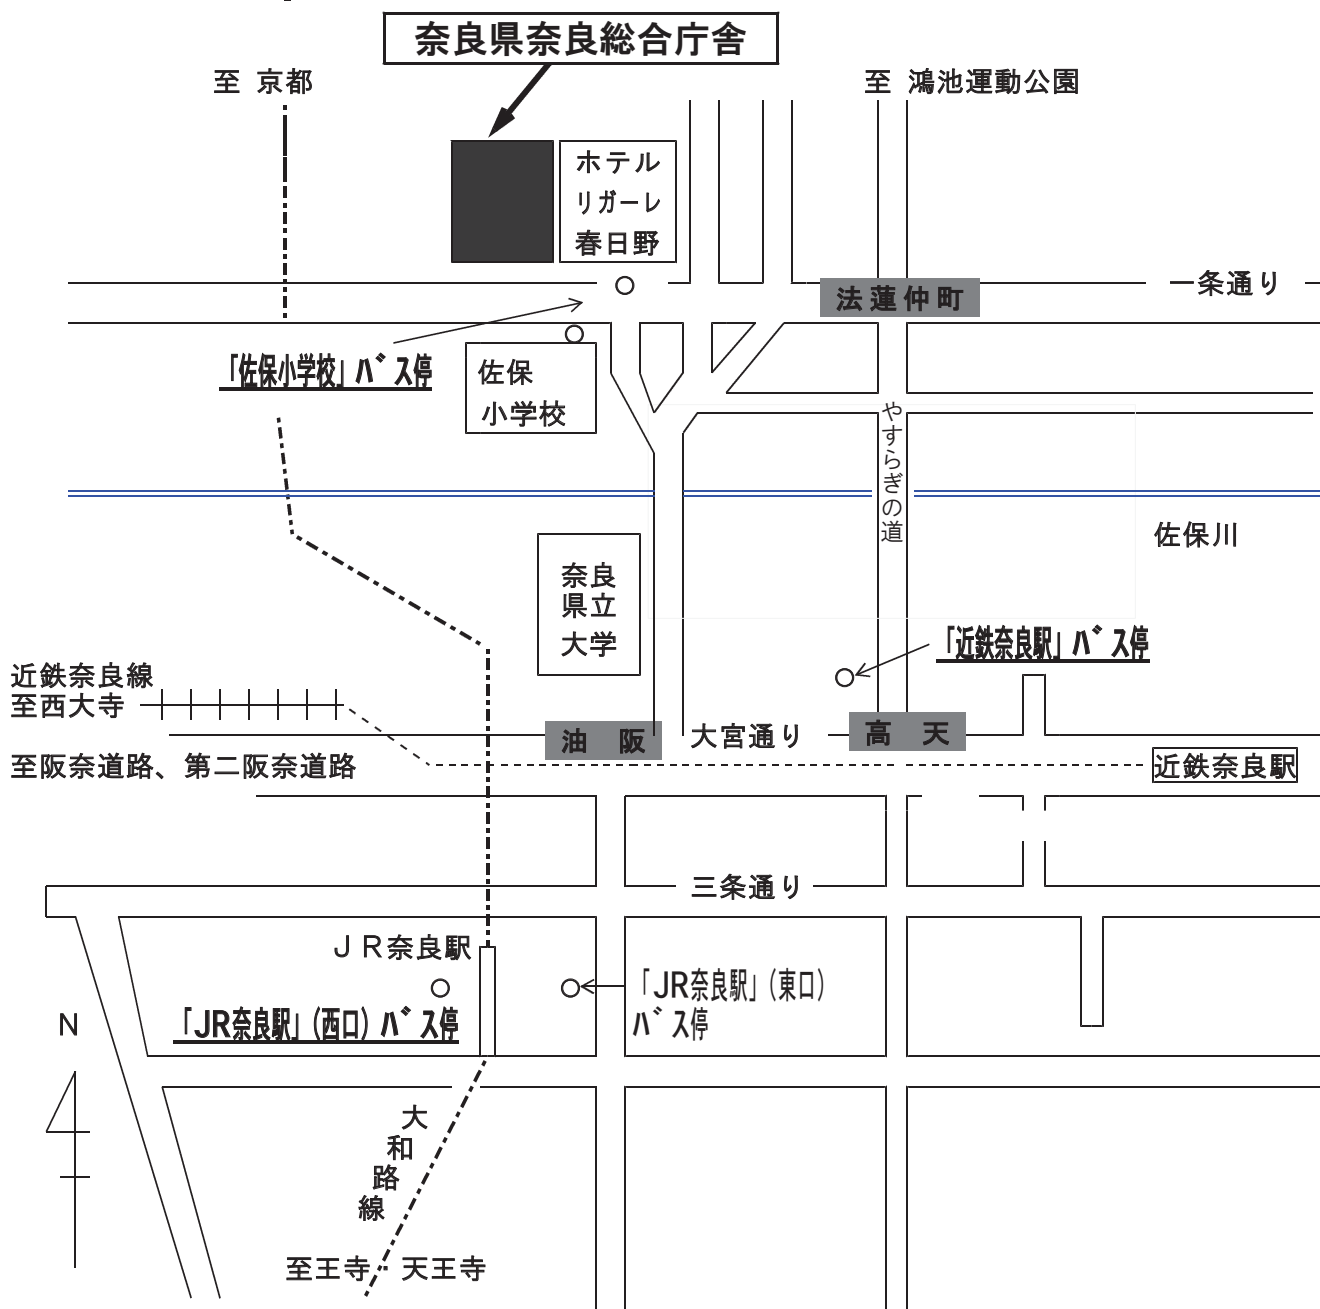 奈良県奈良総合庁舎
至 京都
至 鴻池運動公園
ホテル
リガーレ
春日野
法蓮仲町
一条通り
「佐保小学校」バス停
佐保
小学校
やすらぎの道
佐保川
奈良
県立
大学
「近鉄奈良駅」バス停
近鉄奈良線
至西大寺
油 阪
大宮通り
高 天
至阪奈道路、第二阪奈道路
近鉄奈良駅
三条通り
JR奈良駅
「JR奈良駅」(東口)
バス停
「JR奈良駅」(西口)バス停
N
大和路線
至王寺・天王寺